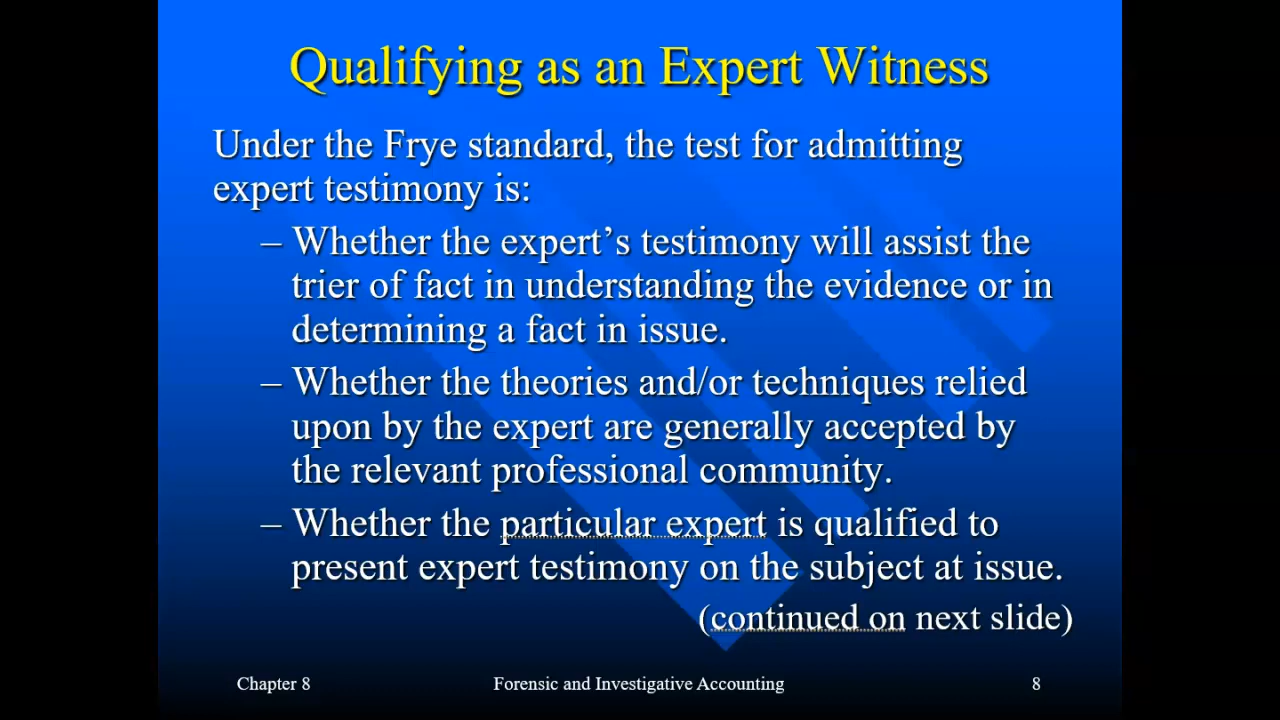 Qualifying as an Expert Witness
Under the Frye standard, the test for admitting
expert testimony is:
– Whether the expert’s testimony will assist the
trier of fact in understanding the evidence or in
determining a fact in issue.
– Whether the theories and/or techniques relied
upon by the expert are generally accepted by
the relevant professional community.
– Whether the particular expert is qualified to
present expert testimony on the subject at issue.
(continued on next slide)
Chapter 8 Forensic and Investigative Accounting 8